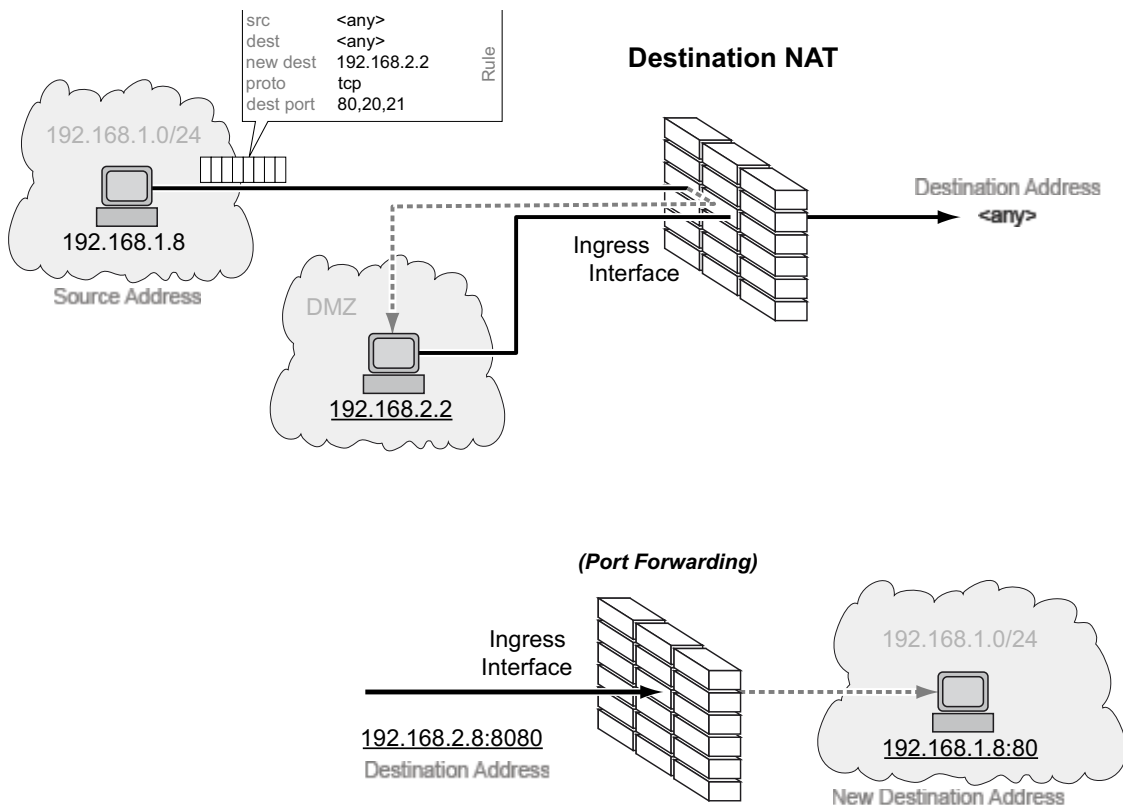 src <any>
dest <any>
new dest 192.168.2.2
proto tcp
dest port 80,20,21
Rule
Destination NAT
192.168.1.0/24
192.168.1.8
Source Address
Destination Address
<any>
Ingress
Interface
DMZ
192.168.2.2
(Port Forwarding)
Ingress
Interface
192.168.2.8:8080
Destination Address
192.168.1.0/24
192.168.1.8:80
New Destination Address